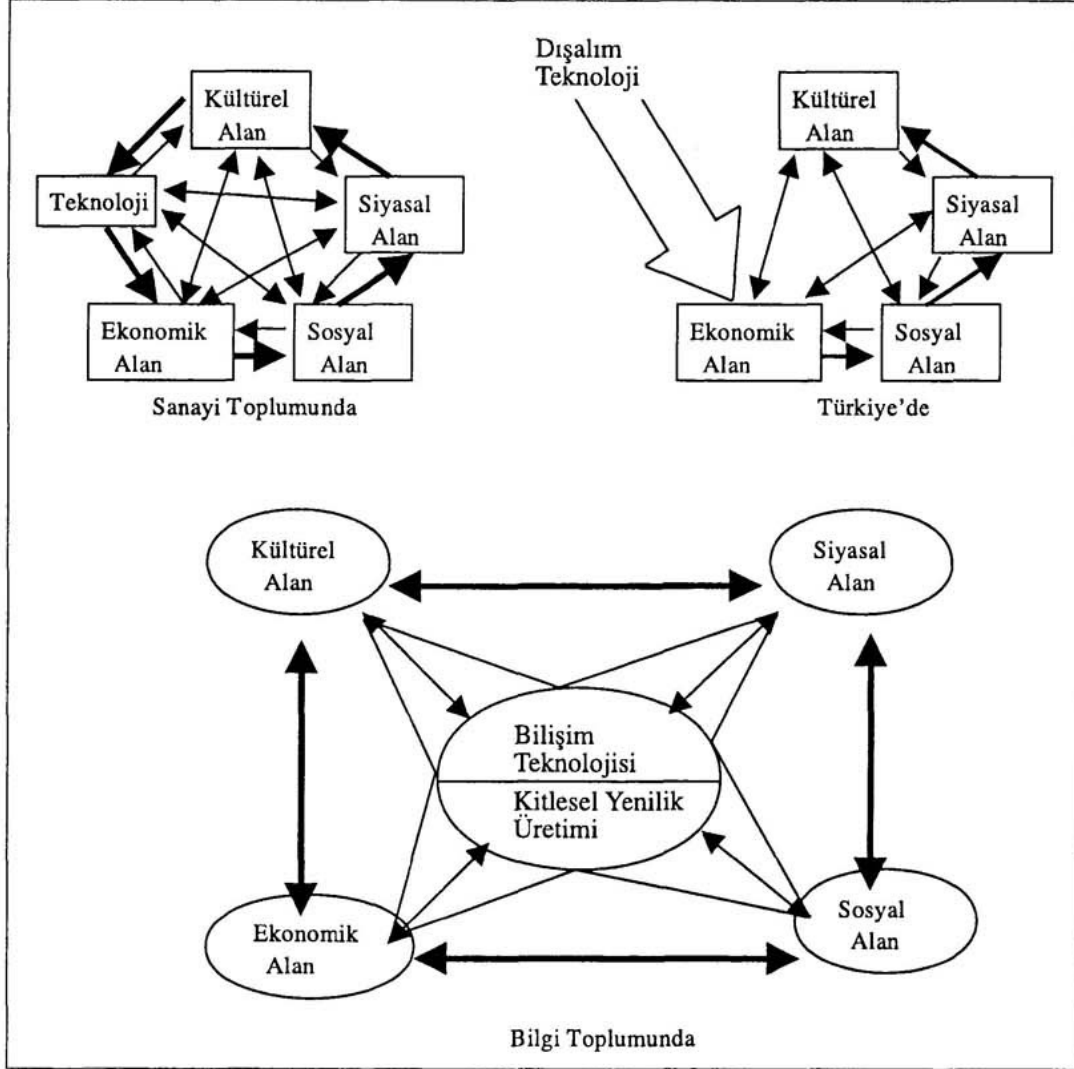 Kültürel
Alan
Teknoloji
Siyasal
Alan
Ekonomik
Alan
Sosyal
Alan
Sanayi Toplumunda
Dışalım
Teknoloji
Kültürel
Alan
Siyasal
Alan
Ekonomik
Alan
Sosyal
Alan
Türkiye'de
Kültürel
Alan
Siyasal
Alan
Bilişim
Teknolojisi
Kitlesel Yenilik
Üretimi
Ekonomik
Alan
Sosyal
Alan
Bilgi Toplumunda